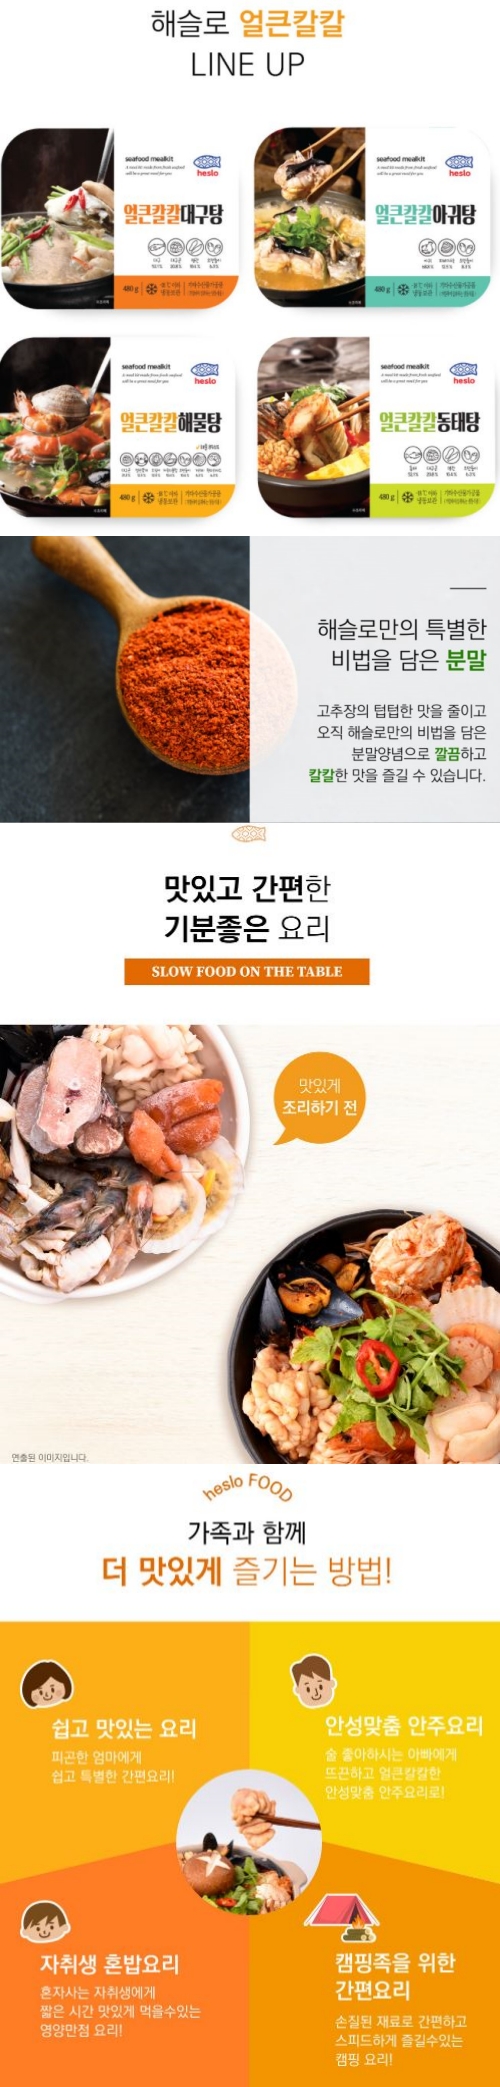 해슬로 얼큰칼칼
LINE UP
seafood mealkit
heslo
얼큰칼칼대구탕
480 g
seafood mealkit
heslo
얼큰칼칼아귀탕
480 g
seafood mealkit
heslo
얼큰칼칼해물탕
480 g
seafood mealkit
heslo
얼큰칼칼동태탕
480 g
해슬로만의 특별한
비법을 담은 분말
고추장의 텁텁한 맛을 줄이고
오직 해슬로만의 비법을 담은
분말양념으로 깔끔하고
칼칼한 맛을 즐길 수 있습니다.
맛있고 간편한
기분좋은 요리
SLOW FOOD ON THE TABLE
맛있게
조리하기 전
연출된 이미지입니다.
heslo FOOD
가족과 함께
더 맛있게 즐기는 방법!
쉽고 맛있는 요리
피곤한 엄마에게
쉽고 특별한 간편요리!
안성맞춤 안주요리
술 좋아하시는 아빠에게
뜨끈하고 얼큰칼칼한
안성맞춤 안주요리로!
자취생 혼밥요리
혼자사는 자취생에게
짧은 시간 맛있게 먹을수있는
영양만점 요리!
캠핑족을 위한
간편요리
손질된 재료로 간편하고
스피드하게 즐길수있는
캠핑 요리!